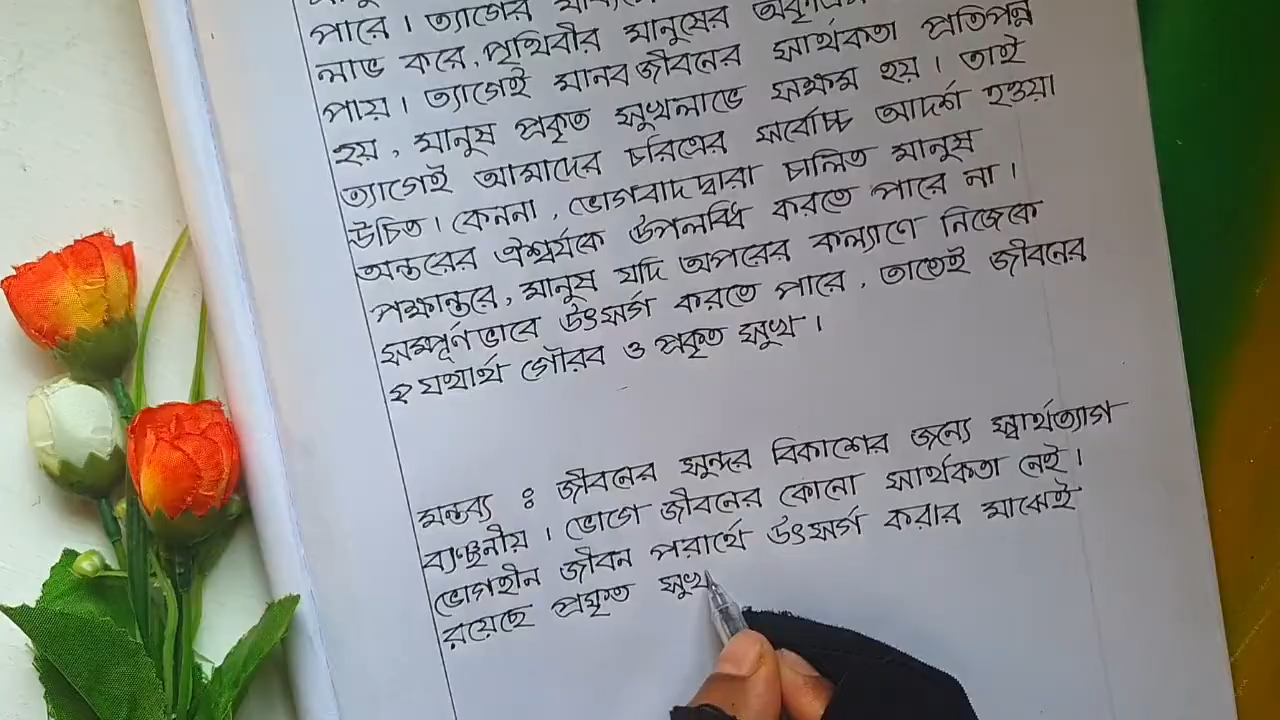 পারে। ত্যাগের
লাভ করে, পৃথিবীর মানুষের
পায়। ত্যাগেই মানবজীবনের সার্থকতা প্রতিপন্ন
হয়, মানুষ প্রকৃত সুখলাভে সক্ষম হয়। তাই
ত্যাগেই আমাদের চরিত্রের সর্বোচ্চ আদর্শ হওয়া
উচিত। কেননা, ভোগবাদদ্বারা চালিত মানুষ
অন্তরের ঐশ্বর্যকে উপলব্ধি করতে পারে না।
পক্ষান্তরে, মানুষ যদি অপরের কল্যাণে নিজেকে
সম্পূর্নভাবে উৎসর্গ করতে পারে, তাতেই জীবনের
যথার্থ গৌরব ও প্রকৃত সুখ।
মন্তব্য ঃ জীবনের সুন্দর বিকাশের জন্যে স্বার্থত্যাগ
বাঞ্ছনীয়। ভোগে জীবনের কোনো সার্থকতা নেই।
ভোগহীন জীবন পরার্থে উৎসর্গ করার মাঝেই
রয়েছে প্রকৃত সুখ